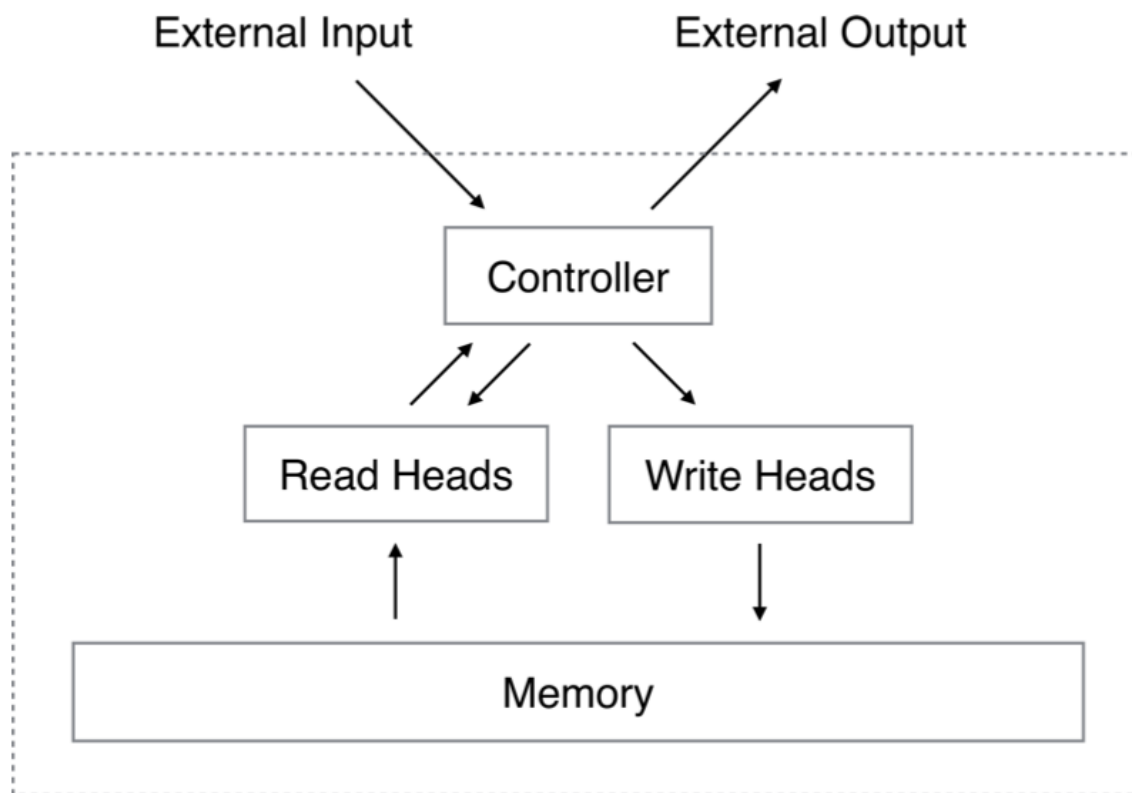 External Input
External Output
Controller
Read Heads
Write Heads
Memory